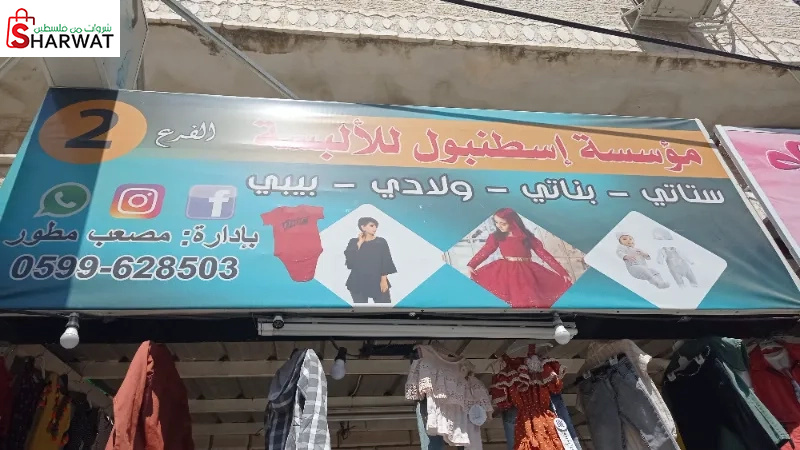 شروات من فلسطين
SHARWAT
مؤسسة إسطنبول للألبسة
الفرع 2
ستاتي - بناتي - ولادي - بيبي
بإدارة: مصعب مطور
0599-628503